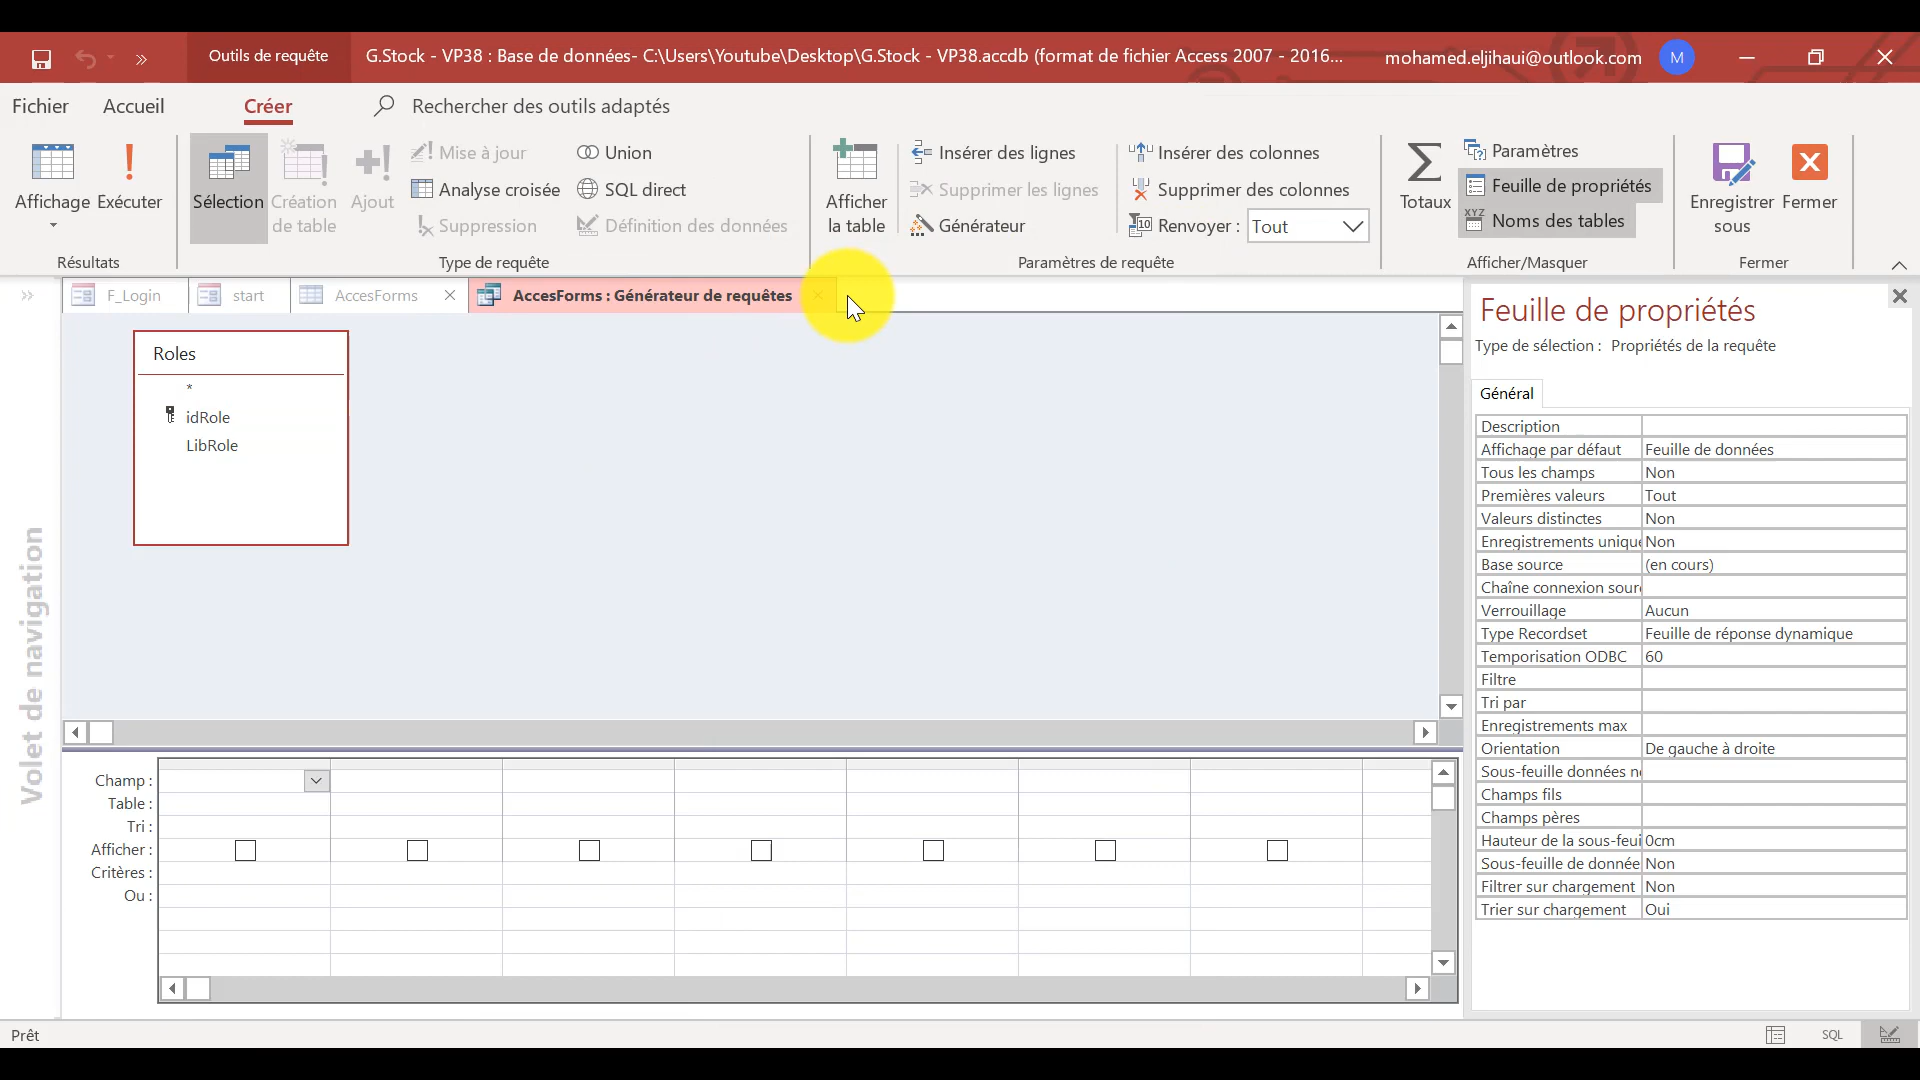 Outils de requête
G.Stock - VP38 : Base de données- C:\Users\Youtube\Desktop\G.Stock - VP38.accdb (format de fichier Access 2007 - 2016...
mohamed.eljihaui@outlook.com
M
Fichier
Accueil
Créer
Rechercher des outils adaptés
Affichage
Exécuter
Résultats
Sélection
Création
de table
Ajout
Mise à jour
Analyse croisée
Suppression
Union
SQL direct
Définition des données
Type de requête
Afficher
la table
Insérer des lignes
Supprimer les lignes
Générateur
Insérer des colonnes
Supprimer des colonnes
Renvoyer :
Tout
Paramètres de requête
Totaux
Paramètres
Feuille de propriétés
Noms des tables
Afficher/Masquer
Enregistrer
sous
Fermer
Fermer
F_Login
start
AccesForms
AccesForms : Générateur de requêtes
Volet de navigation
Roles
*
idRole
LibRole
Champ :
Table :
Tri :
Afficher :
Critères :
Ou :
Feuille de propriétés
Type de sélection : Propriétés de la requête
Général
Description
Affichage par défaut Feuille de données
Tous les champs Non
Premières valeurs Tout
Valeurs distinctes Non
Enregistrements unique Non
Base source (en cours)
Chaîne connexion sour
Verrouillage Aucun
Type Recordset Feuille de réponse dynamique
Temporisation ODBC 60
Filtre
Tri par
Enregistrements max
Orientation De gauche à droite
Sous-feuille données n
Champs fils
Champs pères
Hauteur de la sous-feui 0cm
Sous-feuille de donnée Non
Filtrer sur chargement Non
Trier sur chargement Oui
Prêt
SQL